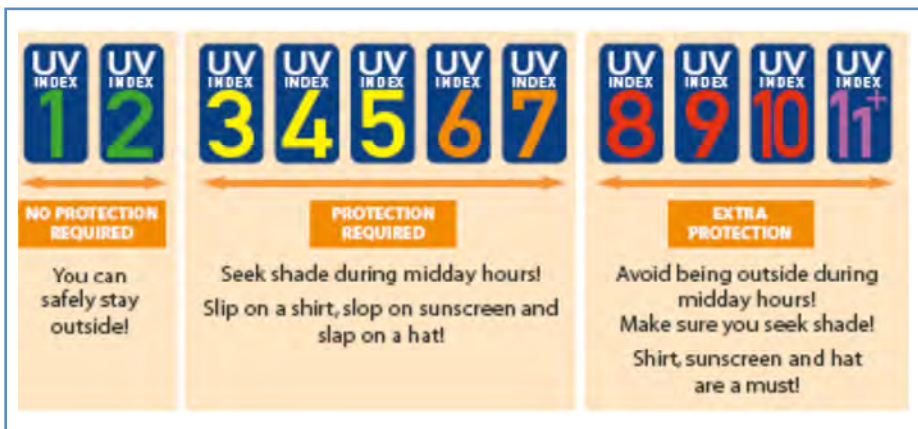 UV INDEX 1
UV INDEX 2
UV INDEX 3
UV INDEX 4
UV INDEX 5
UV INDEX 6
UV INDEX 7
UV INDEX 8
UV INDEX 9
UV INDEX 10
UV INDEX 11+
NO PROTECTION
REQUIRED
You can
safely stay
outside!
PROTECTION
REQUIRED
Seek shade during midday hours!
Slip on a shirt, slop on sunscreen and
slap on a hat!
EXTRA
PROTECTION
Avoid being outside during
midday hours!
Make sure you seek shade!
Shirt, sunscreen and hat
are a must!